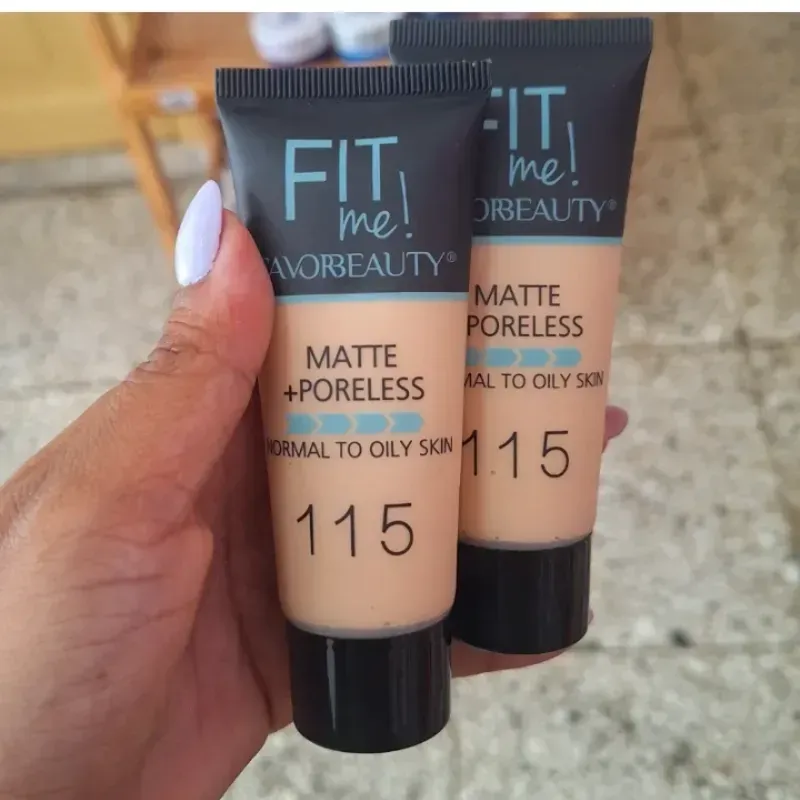 FIT
me!
FAVORBEAUTY®
MATTE
+PORELESS
NORMAL TO OILY SKIN
115
FIT
me!
ORBEAUTY®
MATTE
PORELESS
MAL TO OILY SKIN
115